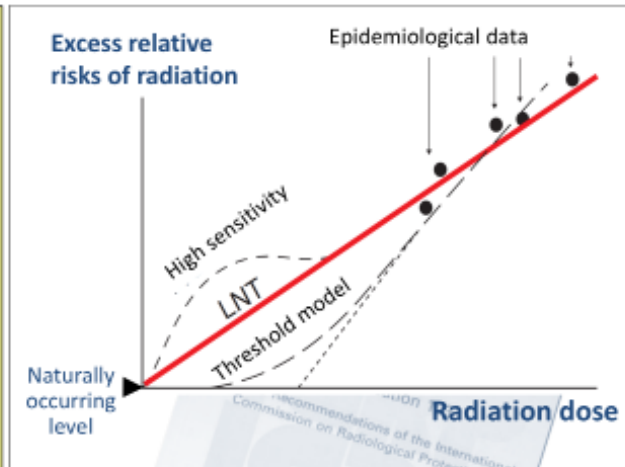 Excess relative
risks of radiation
Epidemiological data
High sensitivity
LNT
Threshold model
Naturally
occurring
level
Radiation dose
Recommendations of the International
Commission on Radiological